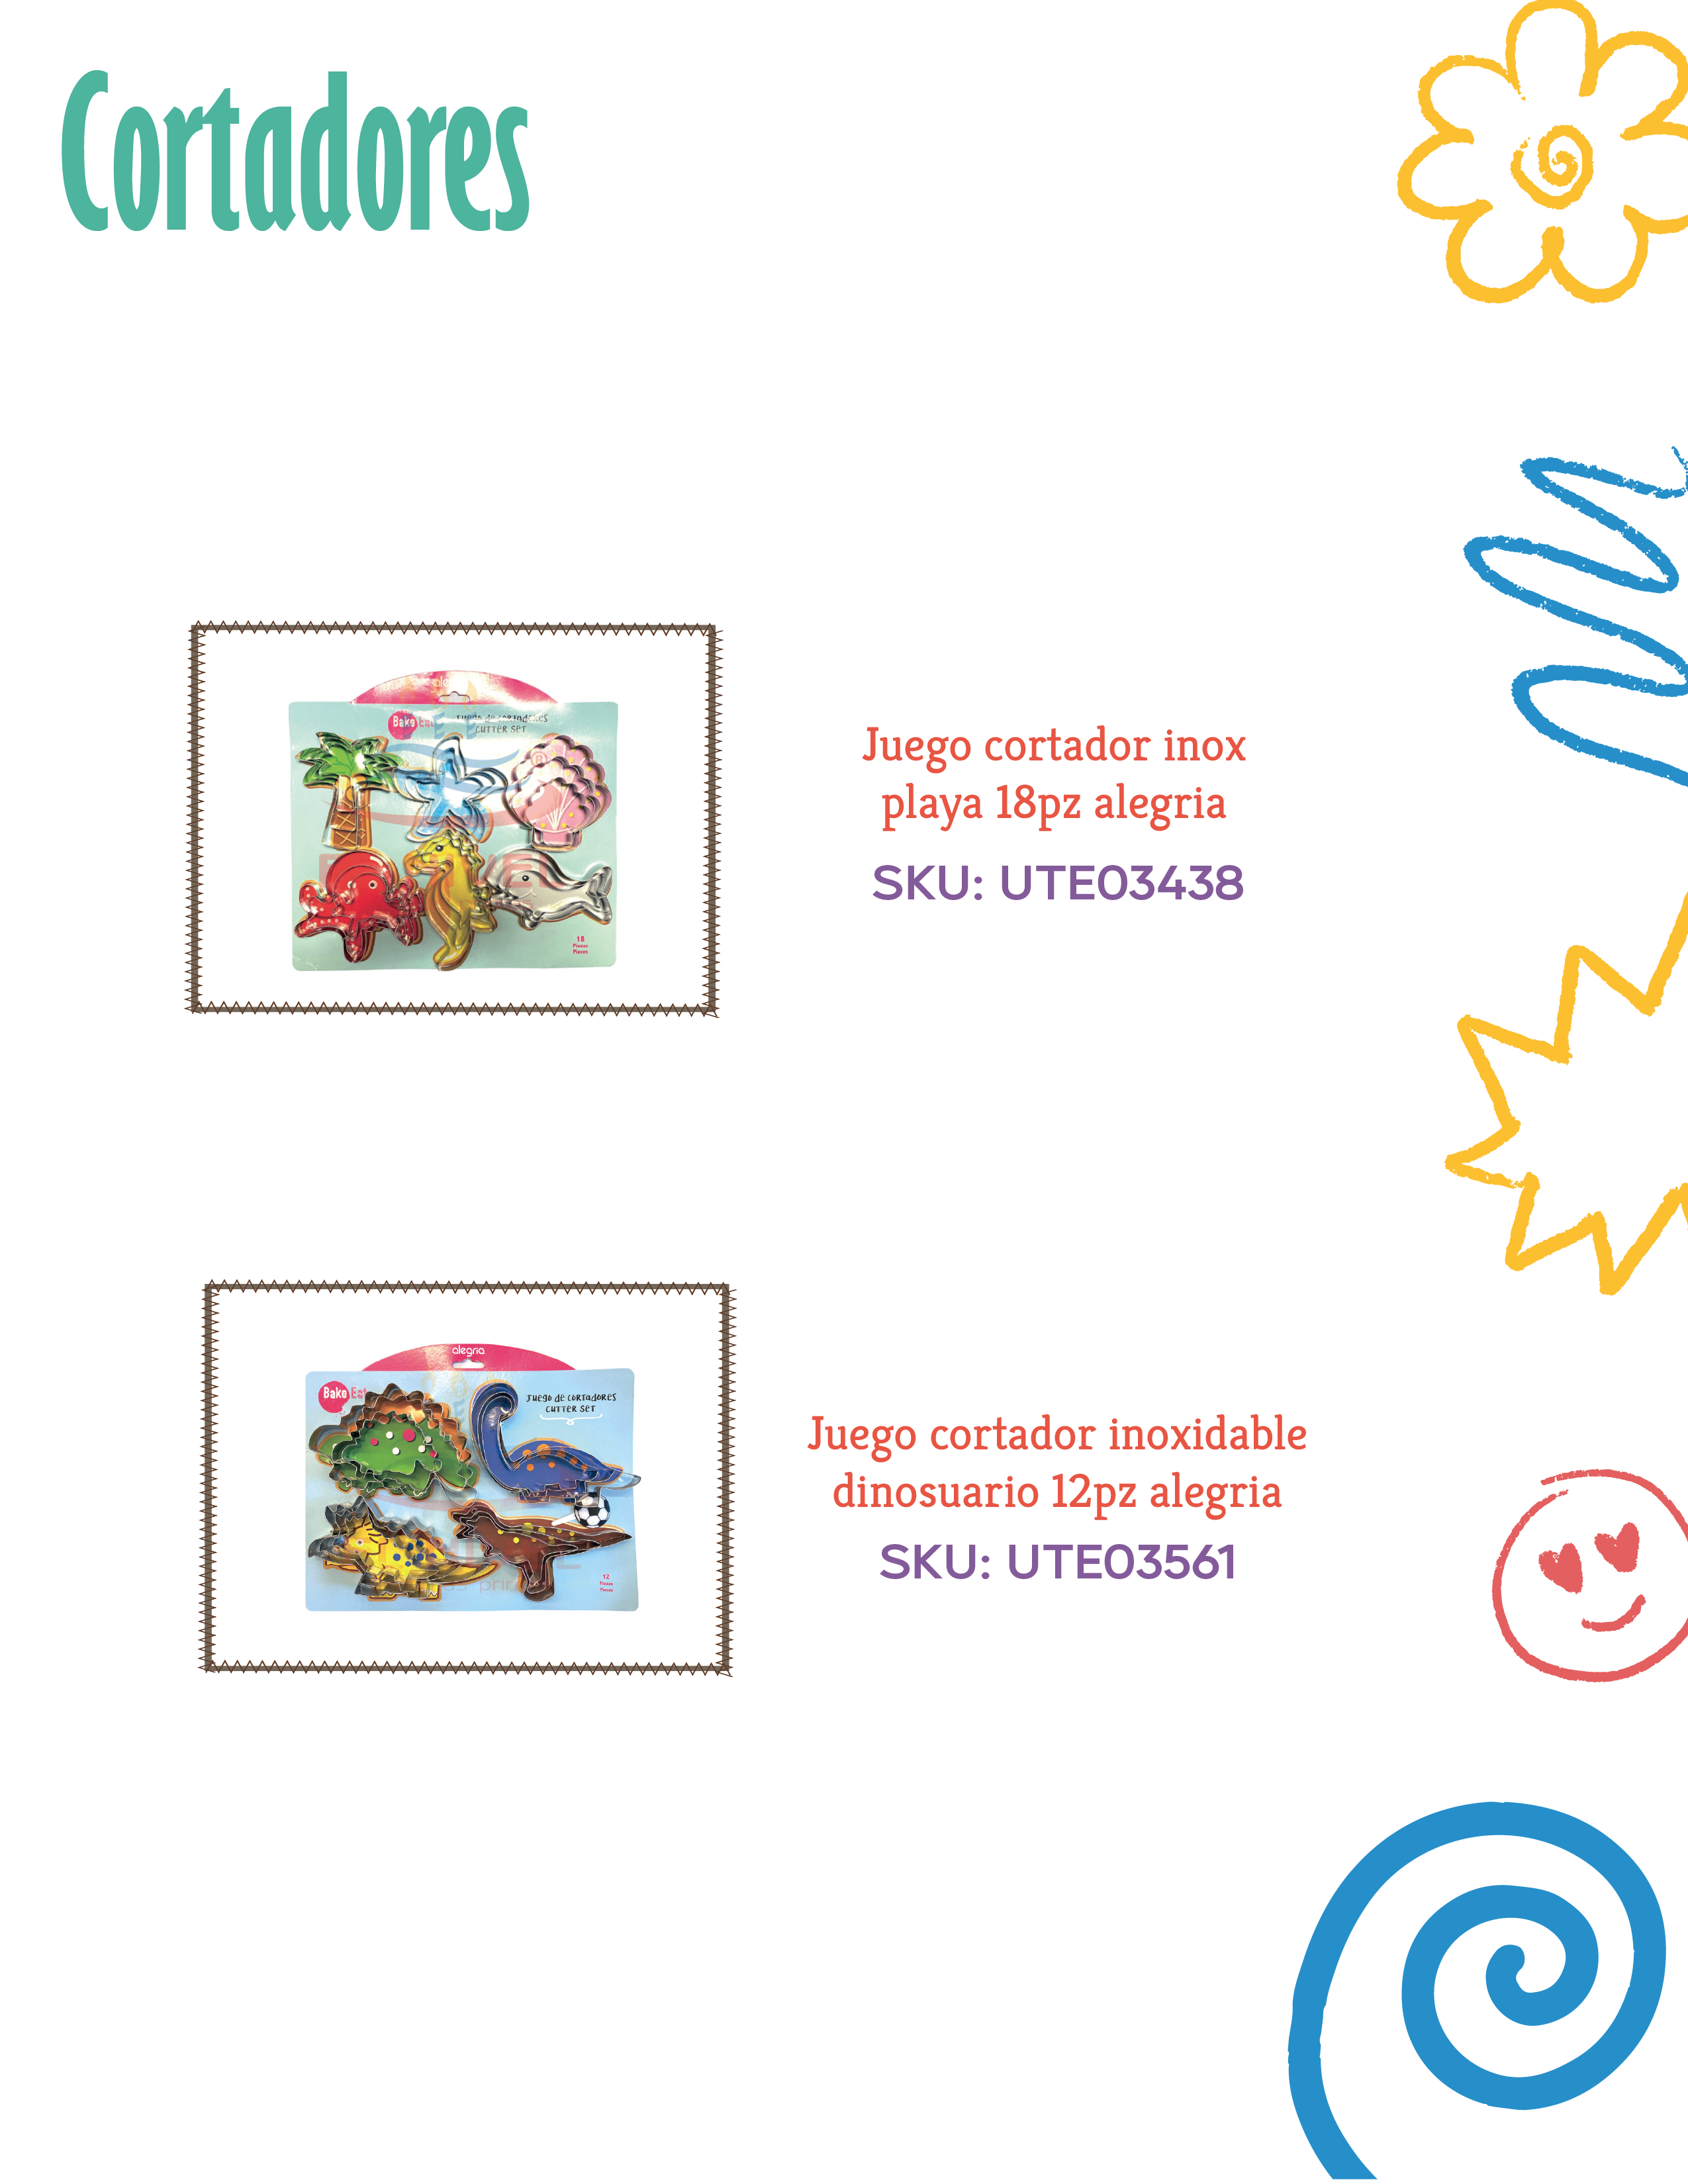 Cortadores
Bake Eat
Juego de cortadores
cutter set
18
Piezas
Pieces
Juego cortador inox
playa 18pz alegria
SKU: UTE03438
alegria
Bake Eat
Juego de cortadores
cutter set
12
Piezas
Pieces
Juego cortador inoxidable
dinosuario 12pz alegria
SKU: UTE03561